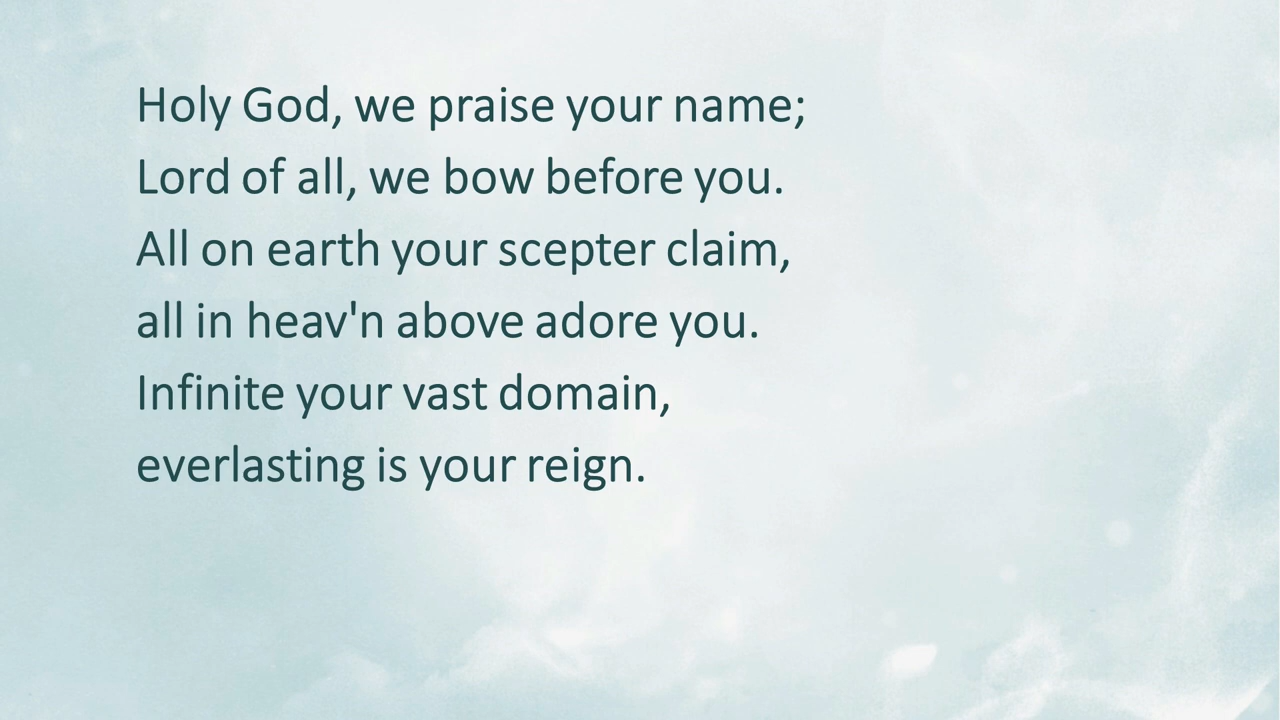 Holy God, we praise your name;
Lord of all, we bow before you.
All on earth your scepter claim,
all in heav'n above adore you.
Infinite your vast domain,
everlasting is your reign.